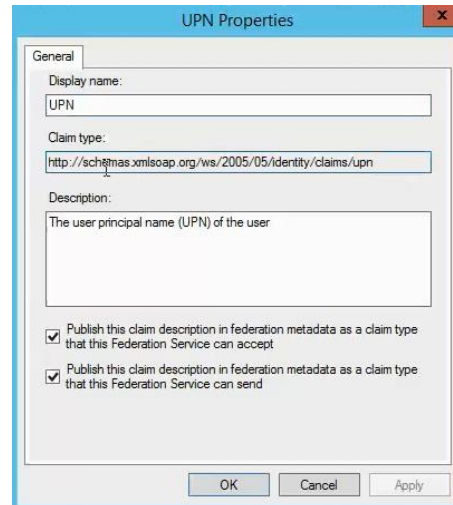 UPN Properties
x
General
Display name:
UPN
Claim type:
http://schemas.xmlsoap.org/ws/2005/05/identity/claims/upn
Description:
The user principal name (UPN) of the user
Publish this claim description in federation metadata as a claim type
that this Federation Service can accept
Publish this claim description in federation metadata as a claim type
that this Federation Service can send
OK Cancel Apply